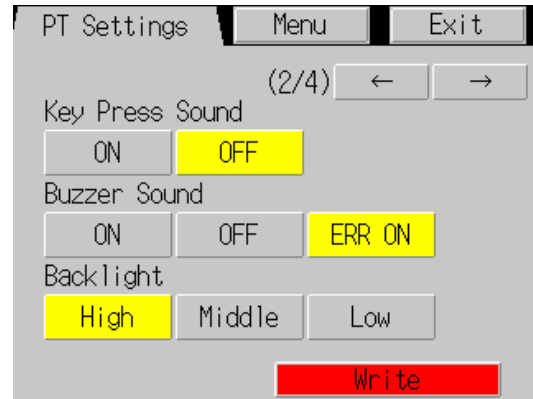 PT Settings Menu Exit
(2/4) ← →
Key Press Sound
ON OFF
Buzzer Sound
ON OFF ERR ON
Backlight
High Middle Low
Write